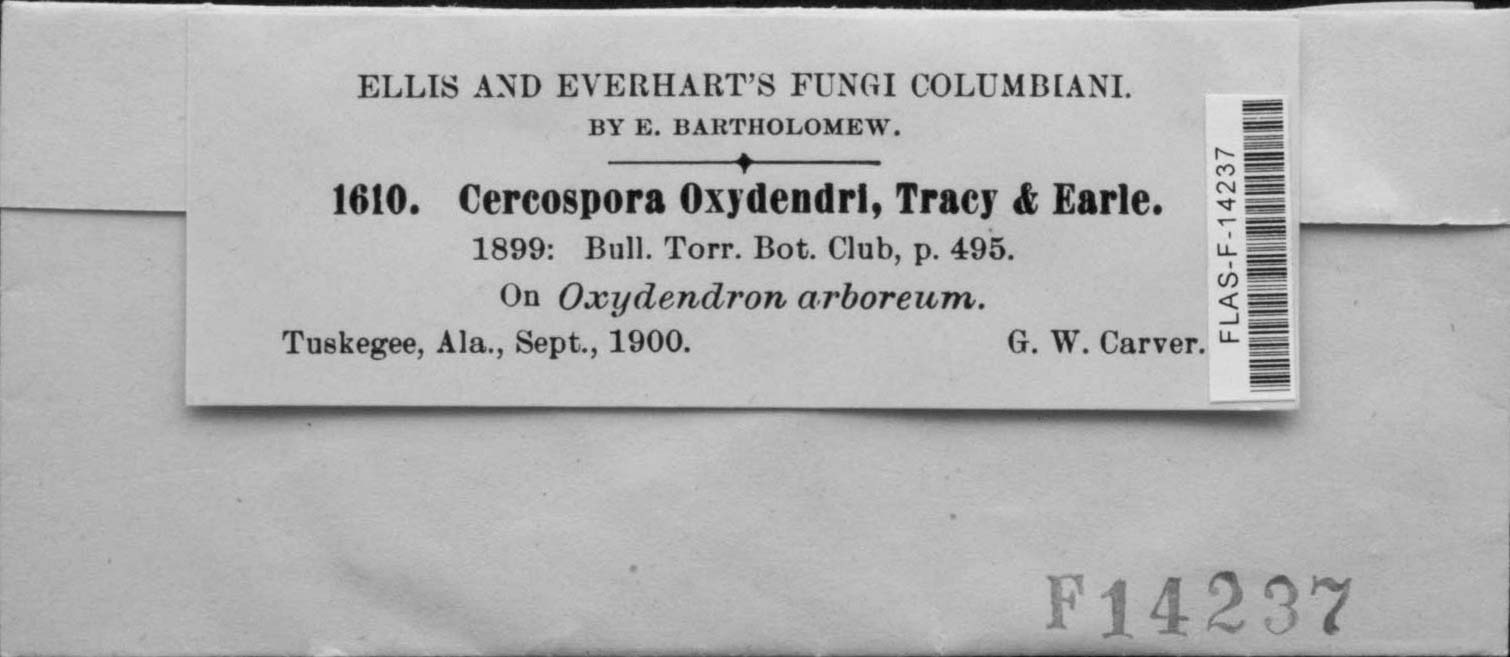 ELLIS AND EVERHART'S FUNGI COLUMBIANI.
BY E. BARTHOLOMEW.
1610. Cercospora Oxydendri, Tracy & Earle.
1899: Bull. Torr. Bot. Club, p. 495.
On Oxydendron arboreum.
Tuskegee, Ala., Sept., 1900. G. W. Carver.
FLAS-F-14237
F14237